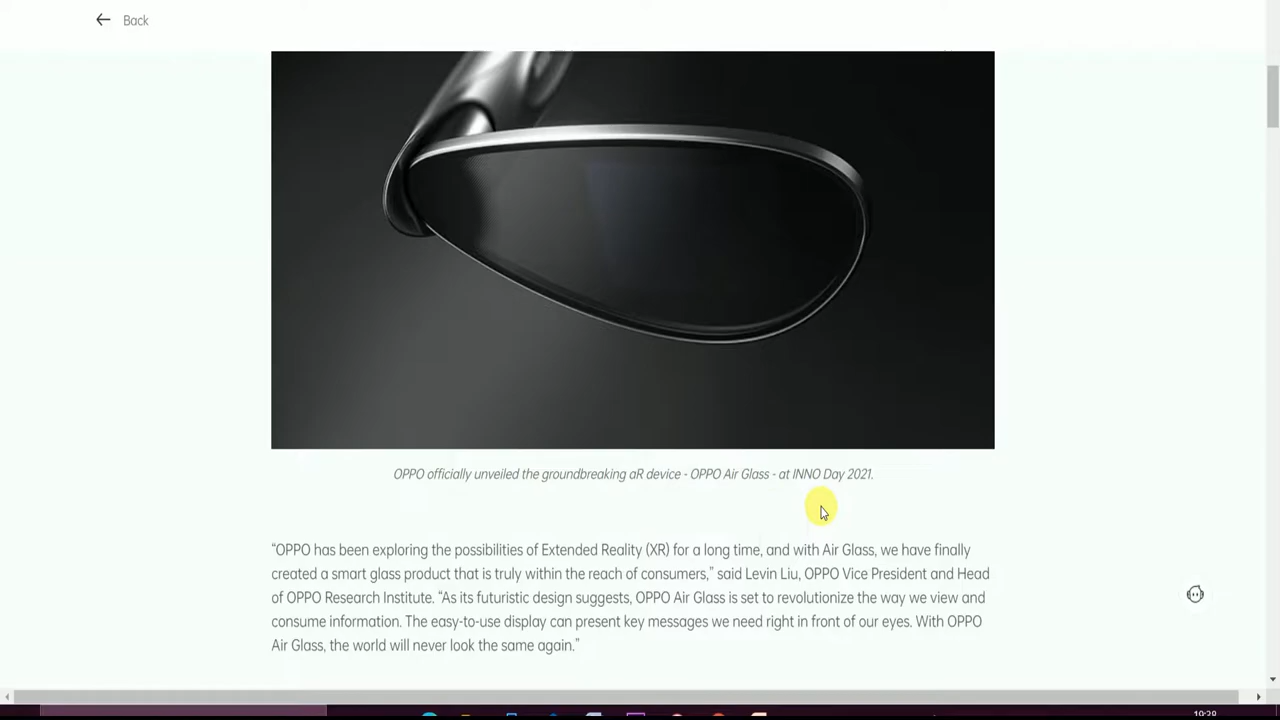 Back
OPPO officially unveiled the groundbreaking aR device - OPPO Air Glass - at INNO Day 2021.
“OPPO has been exploring the possibilities of Extended Reality (XR) for a long time, and with Air Glass, we have finally
created a smart glass product that is truly within the reach of consumers,” said Levin Liu, OPPO Vice President and Head
of OPPO Research Institute. “As its futuristic design suggests, OPPO Air Glass is set to revolutionize the way we view and
consume information. The easy-to-use display can present key messages we need right in front of our eyes. With OPPO
Air Glass, the world will never look the same again.”